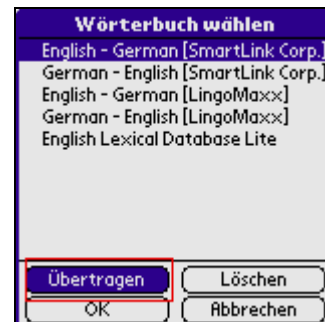 Wörterbuch wählen
English - German [SmartLink Corp.]
German - English [SmartLink Corp.]
English - German [LingoMaxx]
German - English [LingoMaxx]
English Lexical Database Lite
Übertragen Löschen
OK Abbrechen